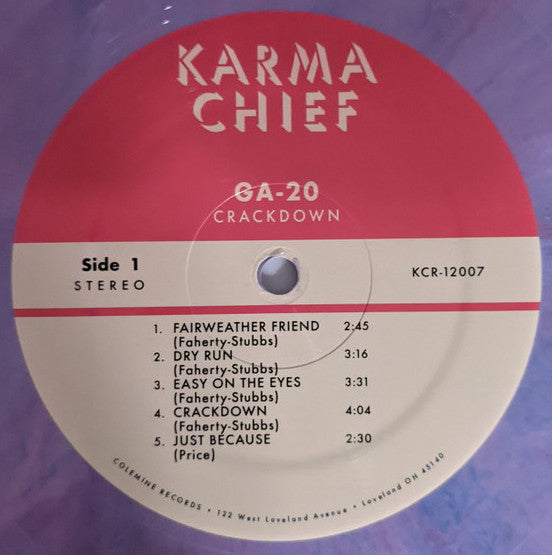 KARMA
CHIEF
GA-20
CRACKDOWN
Side 1
STEREO
KCR-12007
1. FAIRWEATHER FRIEND 2:45
(Faherty-Stubbs)
2. DRY RUN 3:16
(Faherty-Stubbs)
3. EASY ON THE EYES 3:31
(Faherty-Stubbs)
4. CRACKDOWN 4:04
(Faherty-Stubbs)
5. JUST BECAUSE 2:30
(Price)
COLEMINE RECORDS • 122 West Loveland Avenue • Loveland OH 45140